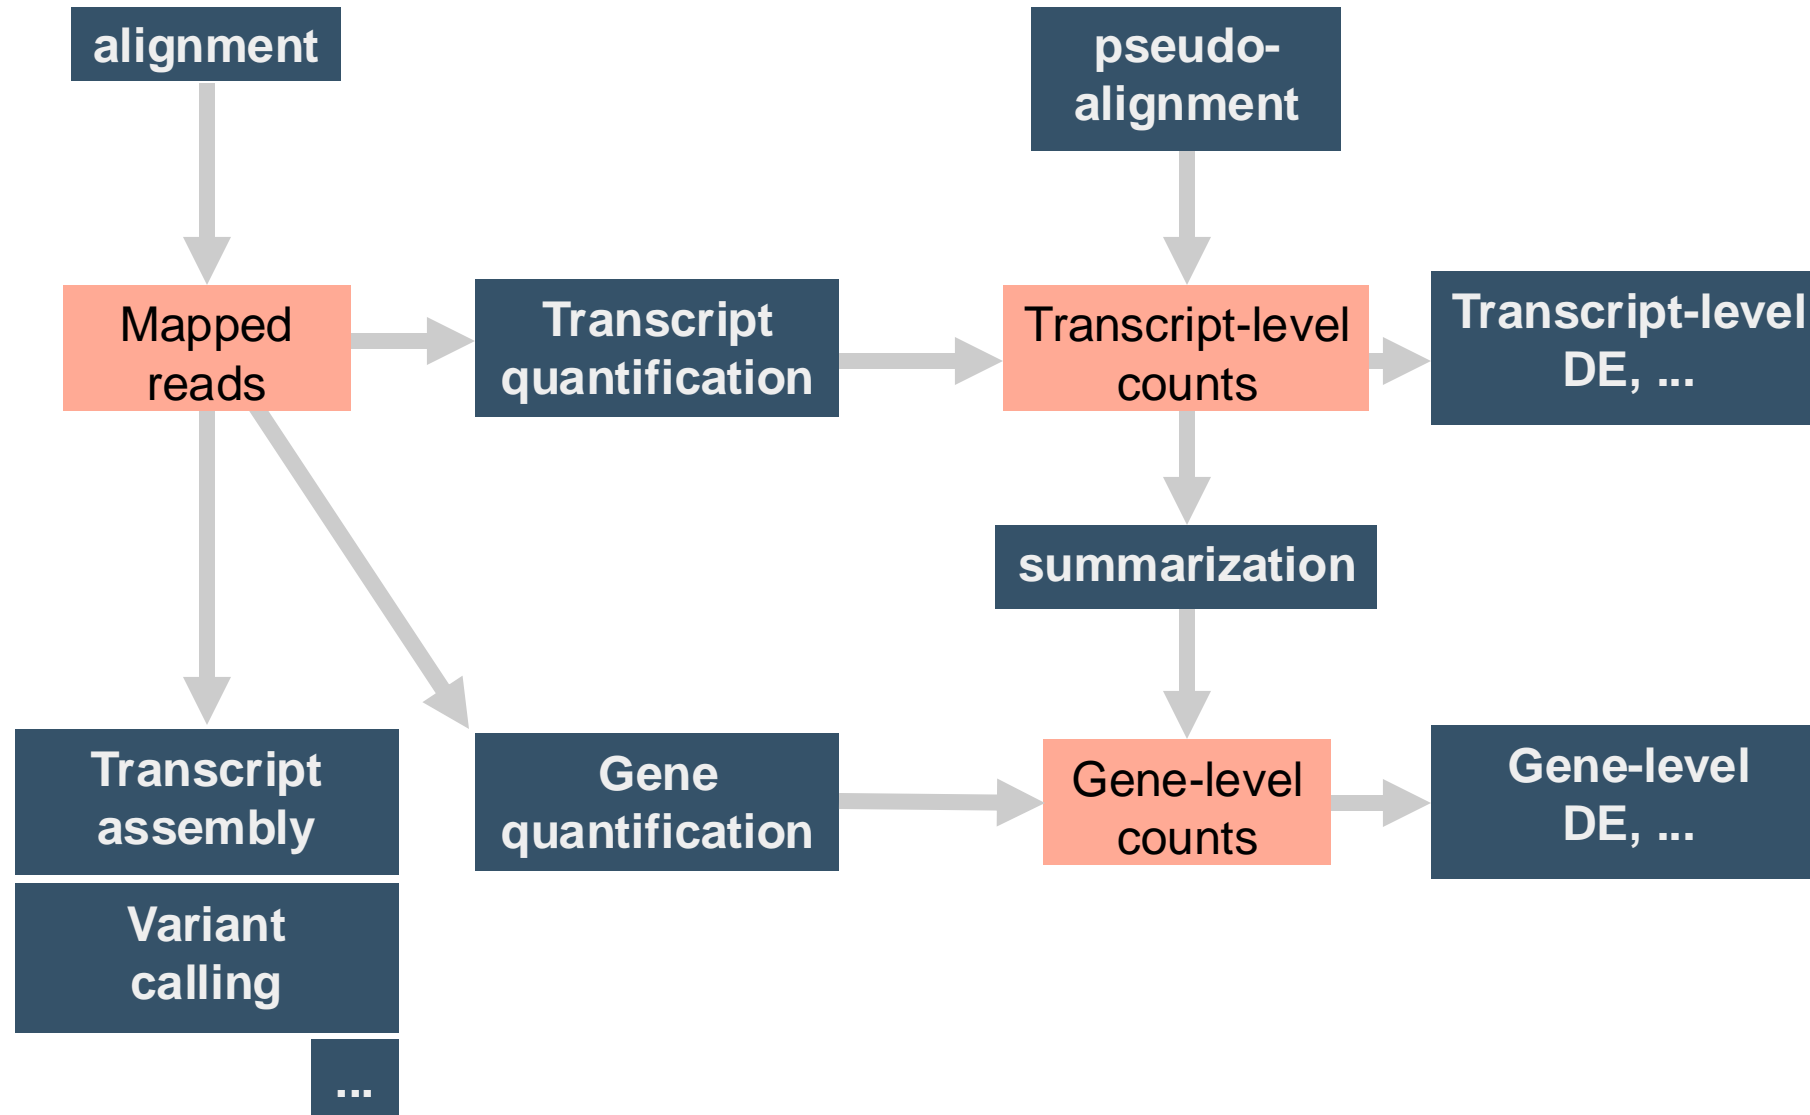 alignment
pseudo-
alignment
Mapped
reads
Transcript
quantification
Transcript-level
counts
Transcript-level
DE, ...
summarization
Transcript
assembly
Gene
quantification
Gene-level
counts
Gene-level
DE, ...
Variant
calling
...